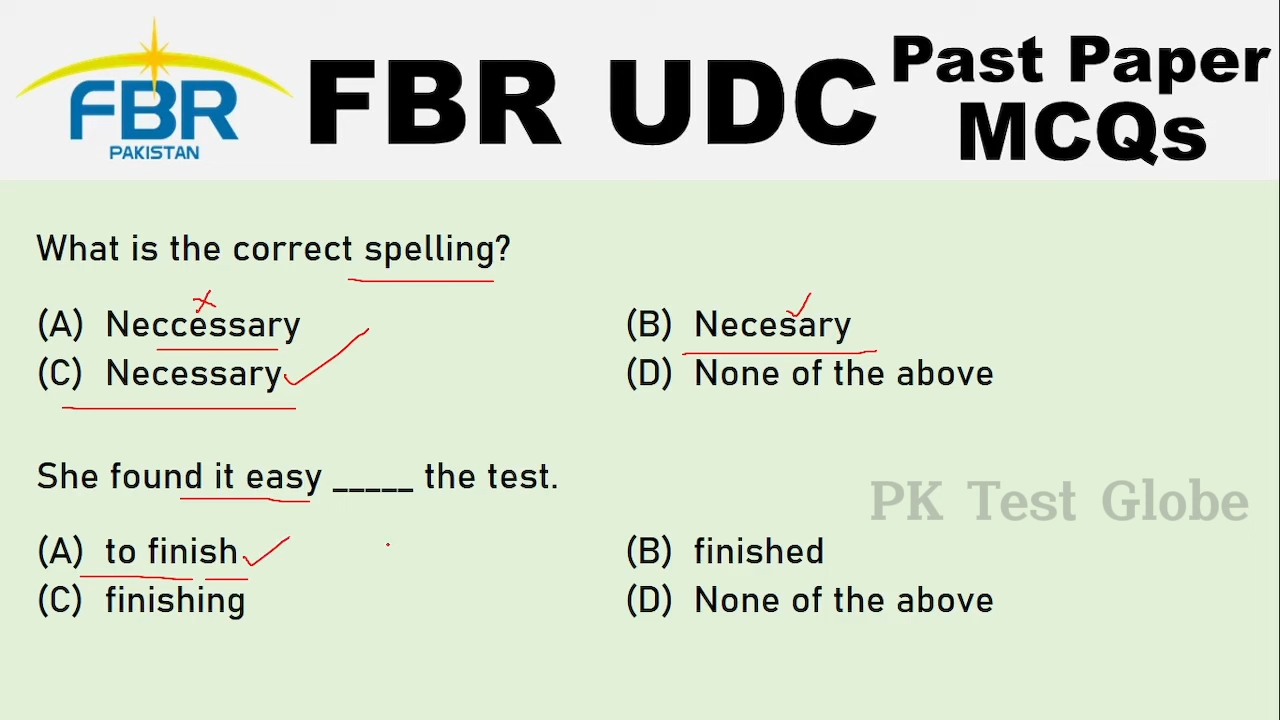 FBR
PAKISTAN
FBR UDC
Past Paper
MCQs
What is the correct spelling?
(A) Neccessary
(B) Necesary
(C) Necessary
(D) None of the above
She found it easy _____ the test.
PK Test Globe
(A) to finish
(B) finished
(C) finishing
(D) None of the above